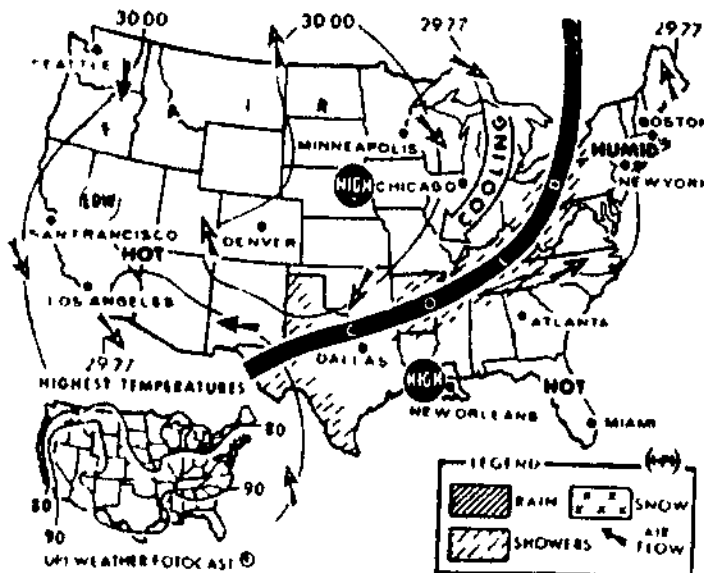 30.00
30.00
29.77
29.77
SEATTLE
F A I R
MINNEAPOLIS
BOSTON
HUMID
NEW YORK
HIGH
CHICAGO
COOLING
LOW
SAN FRANCISCO
DENVER
HOT
LOS ANGELES
ATLANTA
29.77
DALLAS
HIGHEST TEMPERATURES
HIGH
HOT
NEW ORLEANS
MIAMI
80
90
80
90
LEGEND
RAIN
SNOW
SHOWERS
AIR FLOW
UPI WEATHER FOTOCAST